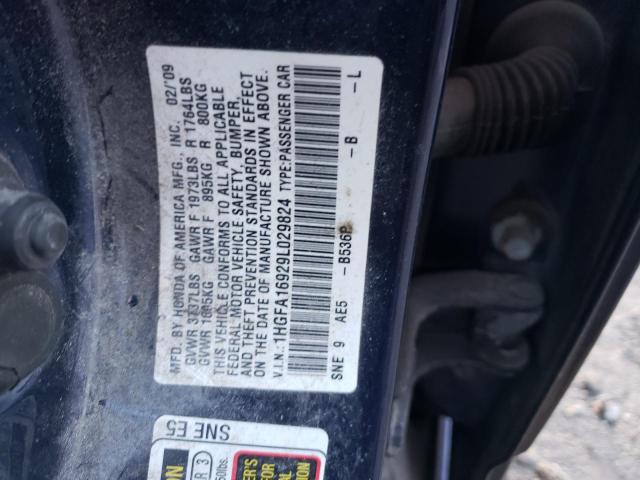 MFD. BY HONDA OF AMERICA MFG., INC. 02/'09
GVWR 3737LBS GAWR F 1973LBS R 1764LBS
GVWR 1695KG GAWR F 895KG R 800KG
THIS VEHICLE CONFORMS TO ALL APPLICABLE
FEDERAL MOTOR VEHICLE SAFETY, BUMPER,
AND THEFT PREVENTION STANDARDS IN EFFECT
ON THE DATE OF MANUFACTURE SHOWN ABOVE.
V.I.N.:1HGFA16929L029824 TYPE:PASSENGER CAR
SNE 9 AE5 -B536P -B -L
SNE E5
R 3
50lbs.